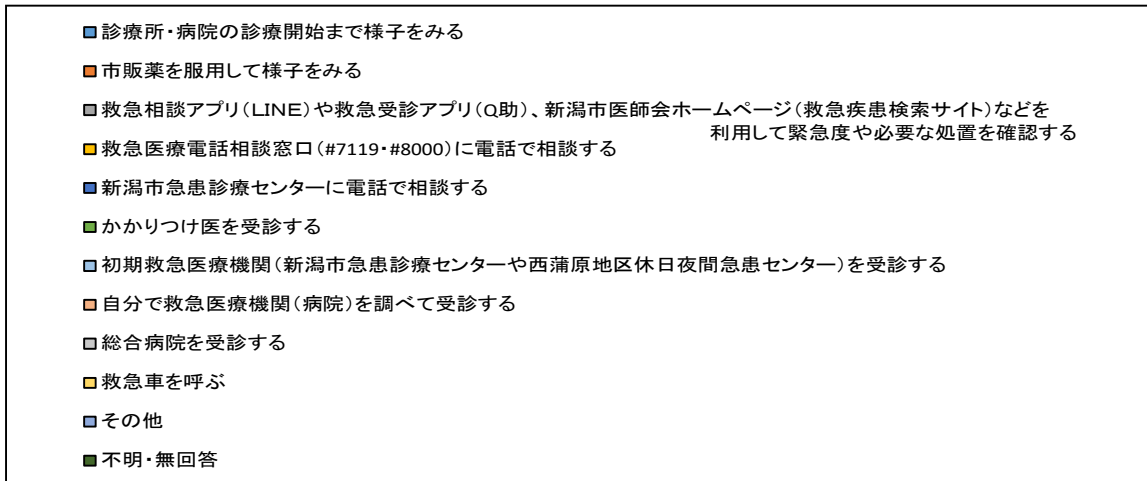 診療所・病院の診療開始まで様子をみる
市販薬を服用して様子をみる
救急相談アプリ(LINE)や救急受診アプリ(Q助)、新潟市医師会ホームページ(救急疾患検索サイト)などを
利用して緊急度や必要な処置を確認する
救急医療電話相談窓口(#7119・#8000)に電話で相談する
新潟市急患診療センターに電話で相談する
かかりつけ医を受診する
初期救急医療機関(新潟市急患診療センターや西蒲原地区休日夜間急患センター)を受診する
自分で救急医療機関(病院)を調べて受診する
総合病院を受診する
救急車を呼ぶ
その他
不明・無回答